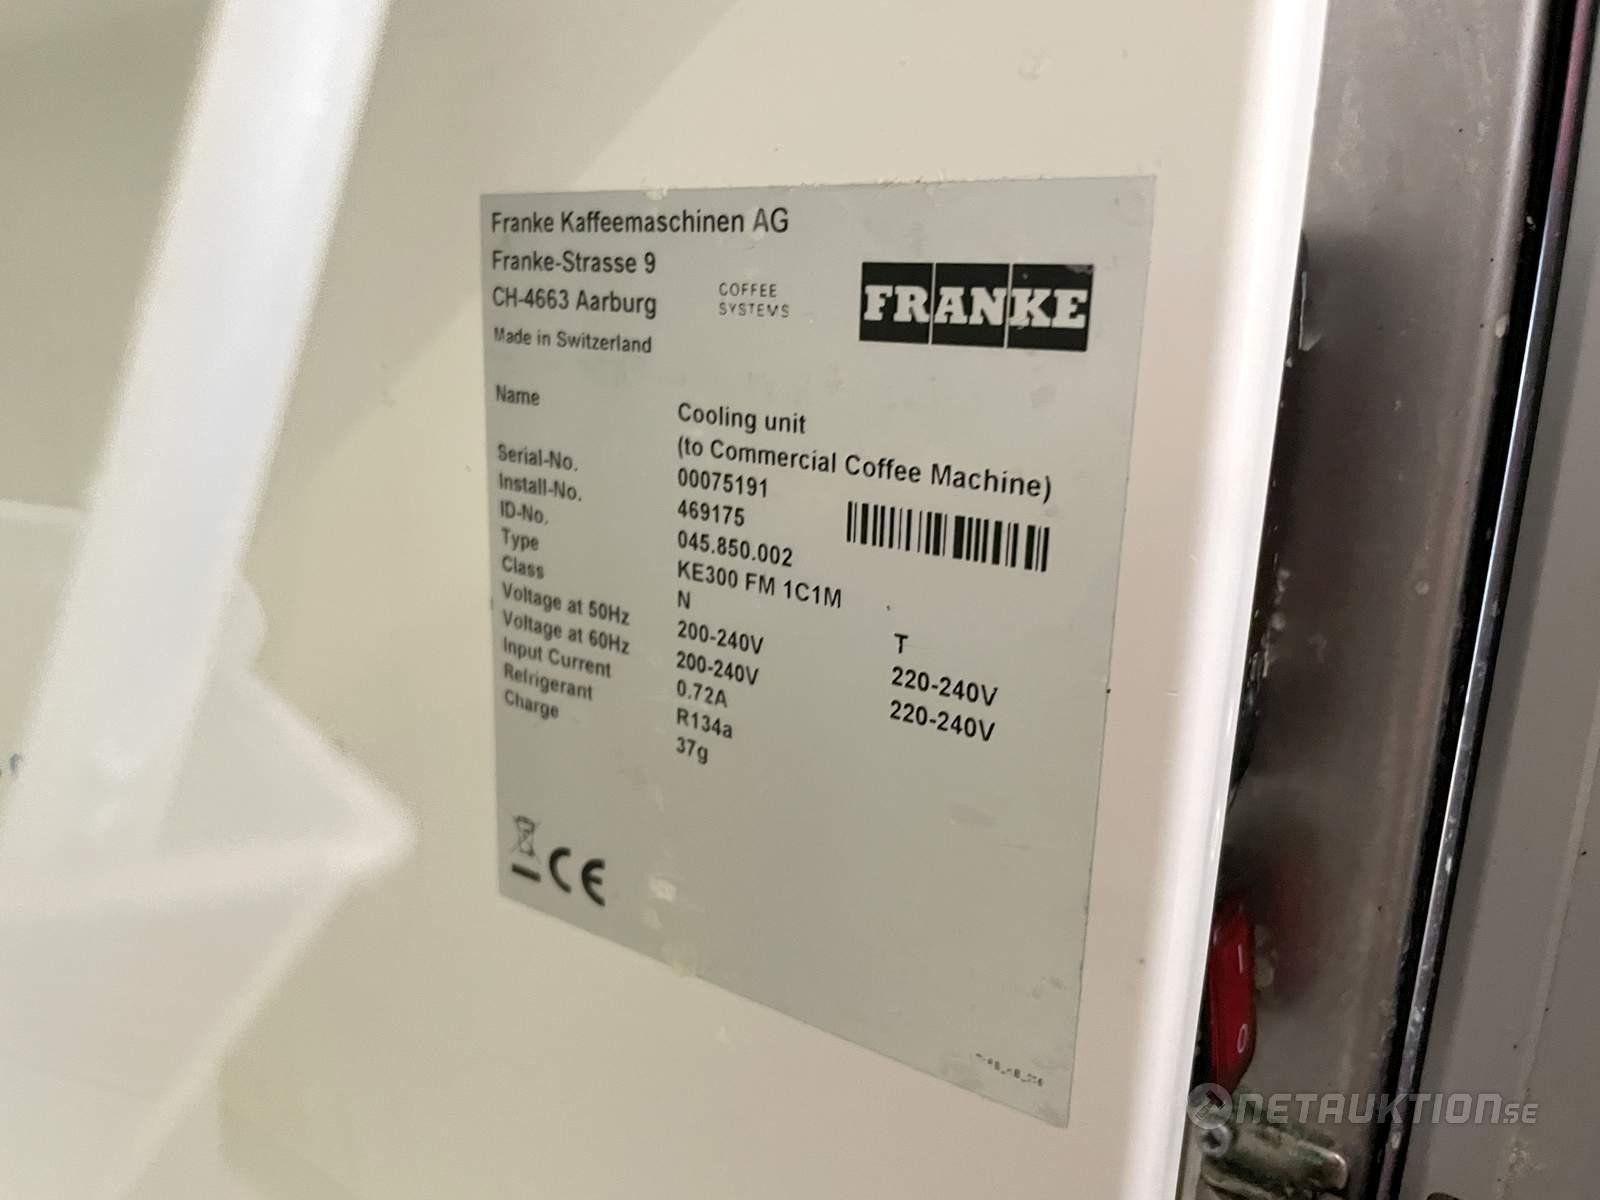 Franke Kaffeemaschinen AG
Franke-Strasse 9
CH-4663 Aarburg
Made in Switzerland
COFFEE
SYSTEMS
FRANKE
Name Cooling unit
(to Commercial Coffee Machine)
Serial-No. 00075191
Install-No. 469175
ID-No. 045.850.002
Type KE300 FM 1C1M
Class N T
Voltage at 50Hz 200-240V 220-240V
Voltage at 60Hz 200-240V 220-240V
Input Current 0.72A
Refrigerant R134a
Charge 37g
CE
I
O
NETAUKTION.SE